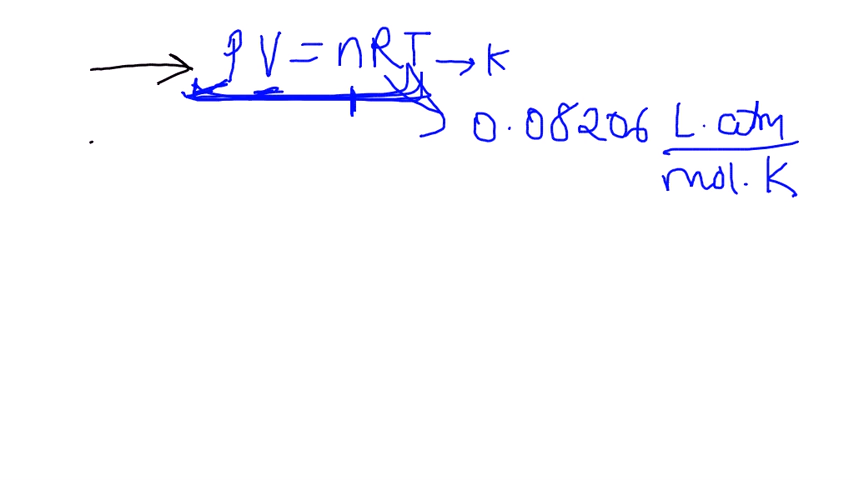 PV = nRT → K
0.08206 L.atm
mol.K